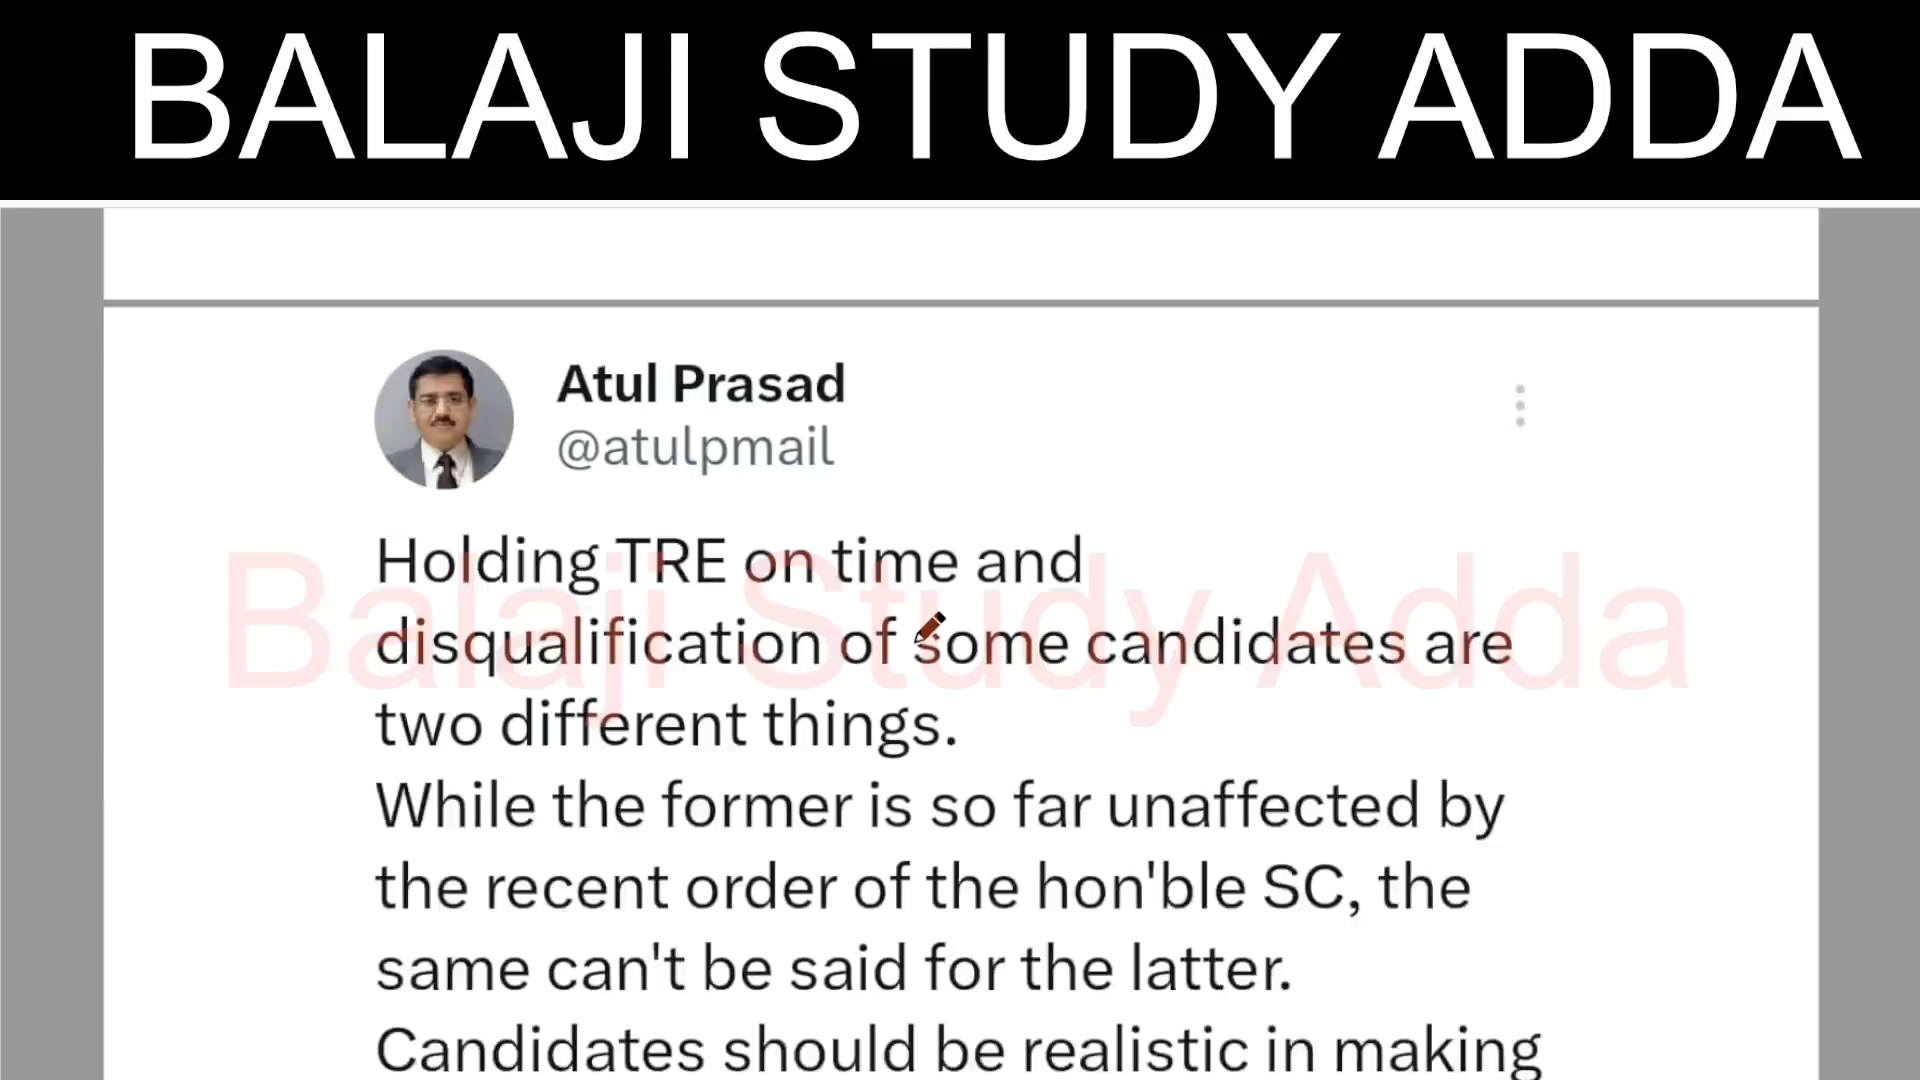 BALAJI STUDY ADDA
Atul Prasad
@atulpmail
Holding TRE on time and
disqualification of some candidates are
two different things.
While the former is so far unaffected by
the recent order of the hon'ble SC, the
same can't be said for the latter.
Candidates should be realistic in making
Balaji Study Adda